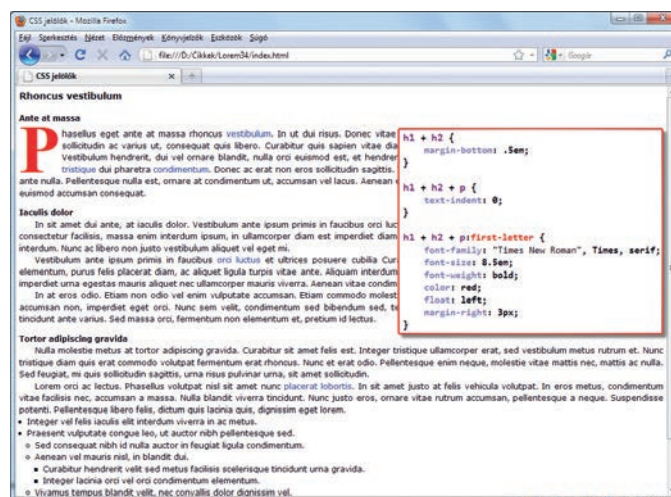 CSS jelölők - Mozilla Firefox
Fájl Szerkesztés Nézet Előzmények Könyvjelzők Eszközök Súgó
file:///D:/Cikkek/Lorem34/index.html
Google
CSS jelölők
Rhoncus vestibulum
Ante at massa
Phasellus eget ante at massa rhoncus vestibulum. In ut dui risus. Donec vitae
sollicitudin ac varius ut, consequat quis libero. Curabitur quis sapien vitae dia
Vestibulum hendrerit, dui vel ornare blandit, nulla orci euismod est, et hendrer
tristique dui pharetra condimentum. Donec ac erat non eros sollicitudin sagittis.
ante nulla. Pellentesque nulla est, ornare at condimentum ut, accumsan vel lacus. Aenean
euismod accumsan consequat.
h1 + h2 {
margin-bottom: .5em;
}
h1 + h2 + p {
text-indent: 0;
}
h1 + h2 + p:first-letter {
font-family: "Times New Roman", Times, serif;
font-size: 8.5em;
font-weight: bold;
color: red;
float: left;
margin-right: 3px;
}
Iaculis dolor
In sit amet dui ante, at iaculis dolor. Vestibulum ante ipsum primis in faucibus orci luc
consectetur facilisis, massa enim interdum ipsum, in ullamcorper diam est imperdiet diam
interdum. Nunc ac libero non justo vestibulum aliquet vel eget mi.
Vestibulum ante ipsum primis in faucibus orci luctus et ultrices posuere cubilia Cur
elementum, purus felis placerat diam, ac aliquet ligula turpis vitae ante. Aliquam interdum
imperdiet urna egestas mauris aliquet nec ullamcorper mauris viverra. Aenean vitae condim
In at eros odio. Etiam non odio vel enim vulputate accumsan. Etiam commodo molest
accumsan non, imperdiet eget orci. Nunc sem velit, condimentum sed bibendum sed, te
tincidunt ante varius. Sed massa orci, fermentum non elementum et, pretium id lectus.
Tortor adipiscing gravida
Nulla molestie metus at tortor adipiscing gravida. Curabitur sit amet felis est. Integer tristique ullamcorper erat, sed vestibulum metus rutrum et. Nunc
tristique diam quis erat commodo volutpat fermentum erat rhoncus. Nunc et erat odio. Pellentesque enim neque, molestie vitae mattis nec, mattis ac nulla.
Sed feugiat, mi quis sollicitudin sagittis, urna risus pulvinar urna, sit amet sollicitudin.
Lorem orci ac lectus. Phasellus volutpat nisl sit amet nunc placerat lobortis. In sit amet justo at felis vehicula volutpat. In eros metus, condimentum
vitae facilisis nec, accumsan a massa. Nulla blandit viverra tincidunt. Nunc justo eros, ornare vitae rutrum accumsan, pellentesque a neque. Suspendisse
potenti. Pellentesque libero felis, dictum quis lacinia quis, dignissim eget lorem.
Integer vel felis iaculis elit interdum viverra in ac metus.
Praesent vulputate congue leo, ut auctor nibh pellentesque sed.
Sed consequat nibh id nulla auctor in feugiat ligula condimentum.
Aenean vel mauris nisl, in blandit dui.
Curabitur hendrerit velit sed metus facilisis scelerisque tincidunt urna gravida.
Integer lacinia orci vel orci condimentum elementum.
Vivamus tempus blandit velit, nec convallis dolor dignissim vel.